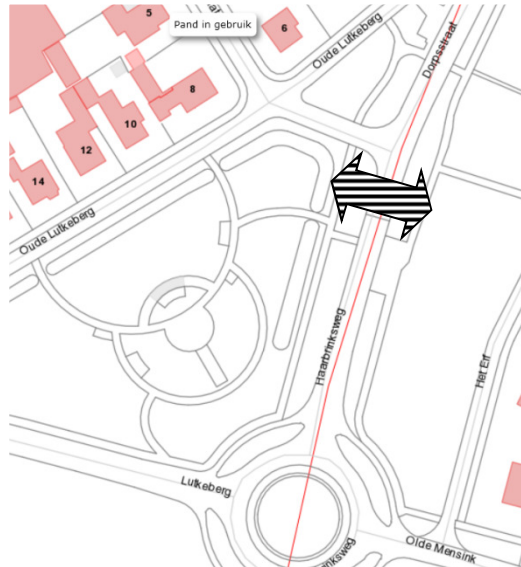 5
Pand in gebruik
6
Oude Lutkeberg
Dorpsstraat
8
10
12
14
Oude Lutkeberg
Haarbrinksweg
Het Erf
Lutkeberg
Olde Mensink